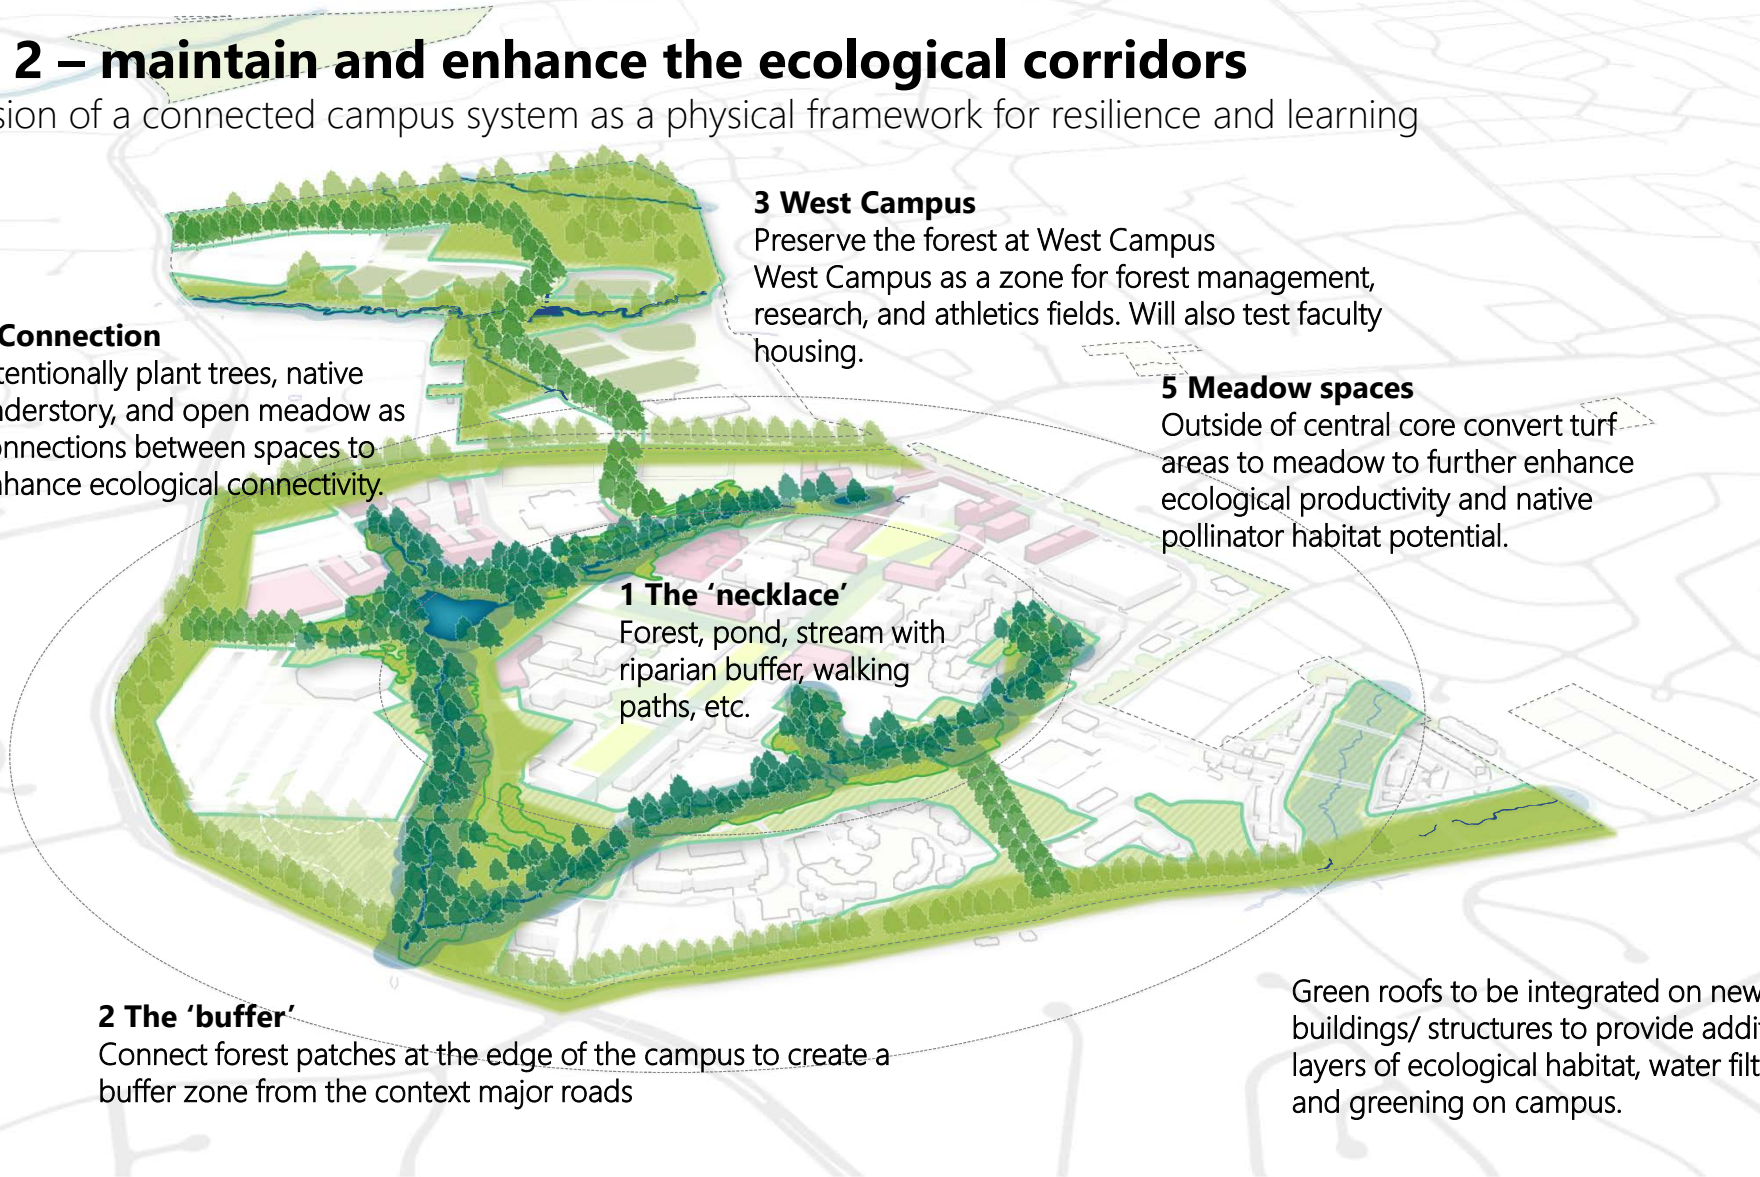 2 – maintain and enhance the ecological corridors
sion of a connected campus system as a physical framework for resilience and learning
3 West Campus
Preserve the forest at West Campus
West Campus as a zone for forest management,
research, and athletics fields. Will also test faculty
housing.
Connection
tentionally plant trees, native
nderstory, and open meadow as
onnections between spaces to
nhance ecological connectivity.
5 Meadow spaces
Outside of central core convert turf
areas to meadow to further enhance
ecological productivity and native
pollinator habitat potential.
1 The ‘necklace’
Forest, pond, stream with
riparian buffer, walking
paths, etc.
2 The ‘buffer’
Connect forest patches at the edge of the campus to create a
buffer zone from the context major roads
Green roofs to be integrated on new
buildings/ structures to provide addit
layers of ecological habitat, water filt
and greening on campus.